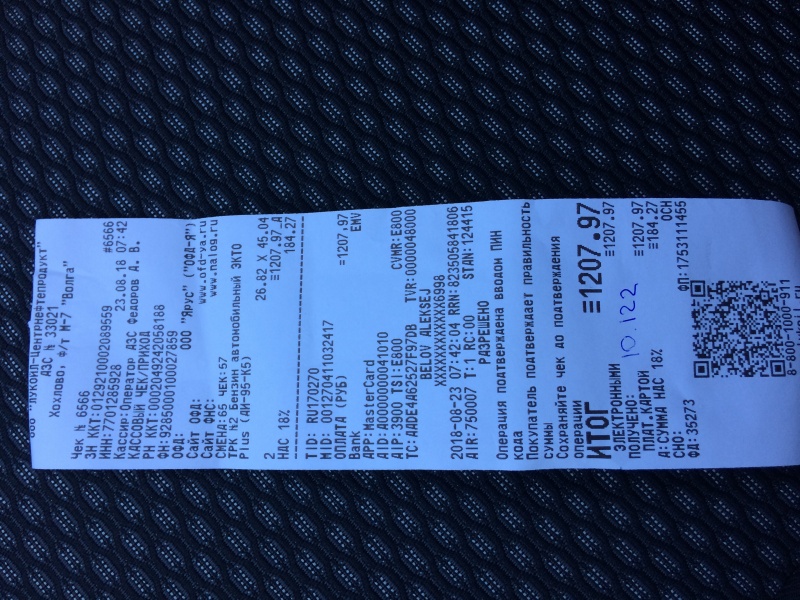 ООО "Лукойл-Центрнефтепродукт"
АЗС № 33021
Хохлово, ф/т М-7 "Волга"
Чек № 6566 #6566
ЗН ККТ:01292100002089559
ИНН:7701285928 23.08.18 07:42
Кассир:Оператор АЗС Федоров А. В.
КАССОВЫЙ ЧЕК/ПРИХОД
РН ККТ:0002049242058188
ФН:9285000100027859
ОФД: ООО "Ярус" ("ОФД-Я")
Сайт ОФД: www.ofd-ya.ru
Сайт ФНС: www.nalog.ru
СМЕНА:65 ЧЕК:57
ТРК №2 Бензин автомобильный ЭКТО
Plus (АИ-95-К5)
26.82 X 45.04
2 ≡1207.97_А
НДС 18% 184.27
TID: RU170270
MID: 001270411032417
ОПЛАТА (РУБ) ≡1207.97
Bank EMV
APP:MasterCard
AID:A0000000041010
AIP:3900 TSI:E800 CVMR:E800
TC:AADE4A62527F97DB TVR:0000048000
BELOV ALEKSEJ
XXXXXXXXXXXXX6998
2018-08-23 07:42:04 RRN:823505841806
AIR:750007 T:1 RC:00 STAN:124415
РАЗРЕШЕНО
Операция подтверждена вводом ПИН
кода
Покупатель подтверждает правильность
суммы
Сохраняйте чек до подтверждения
операции
ИТОГ ≡1207.97
ЭЛЕКТРОННЫМИ ≡1207.97
ПОЛУЧЕНО:
ПЛАТ.КАРТОЙ ≡1207.97
А:СУММА НДС 18% ≡184.27
СНО: ОСН
ФД: 35273 ФП:1753111455
10.122
8-800-1000-911